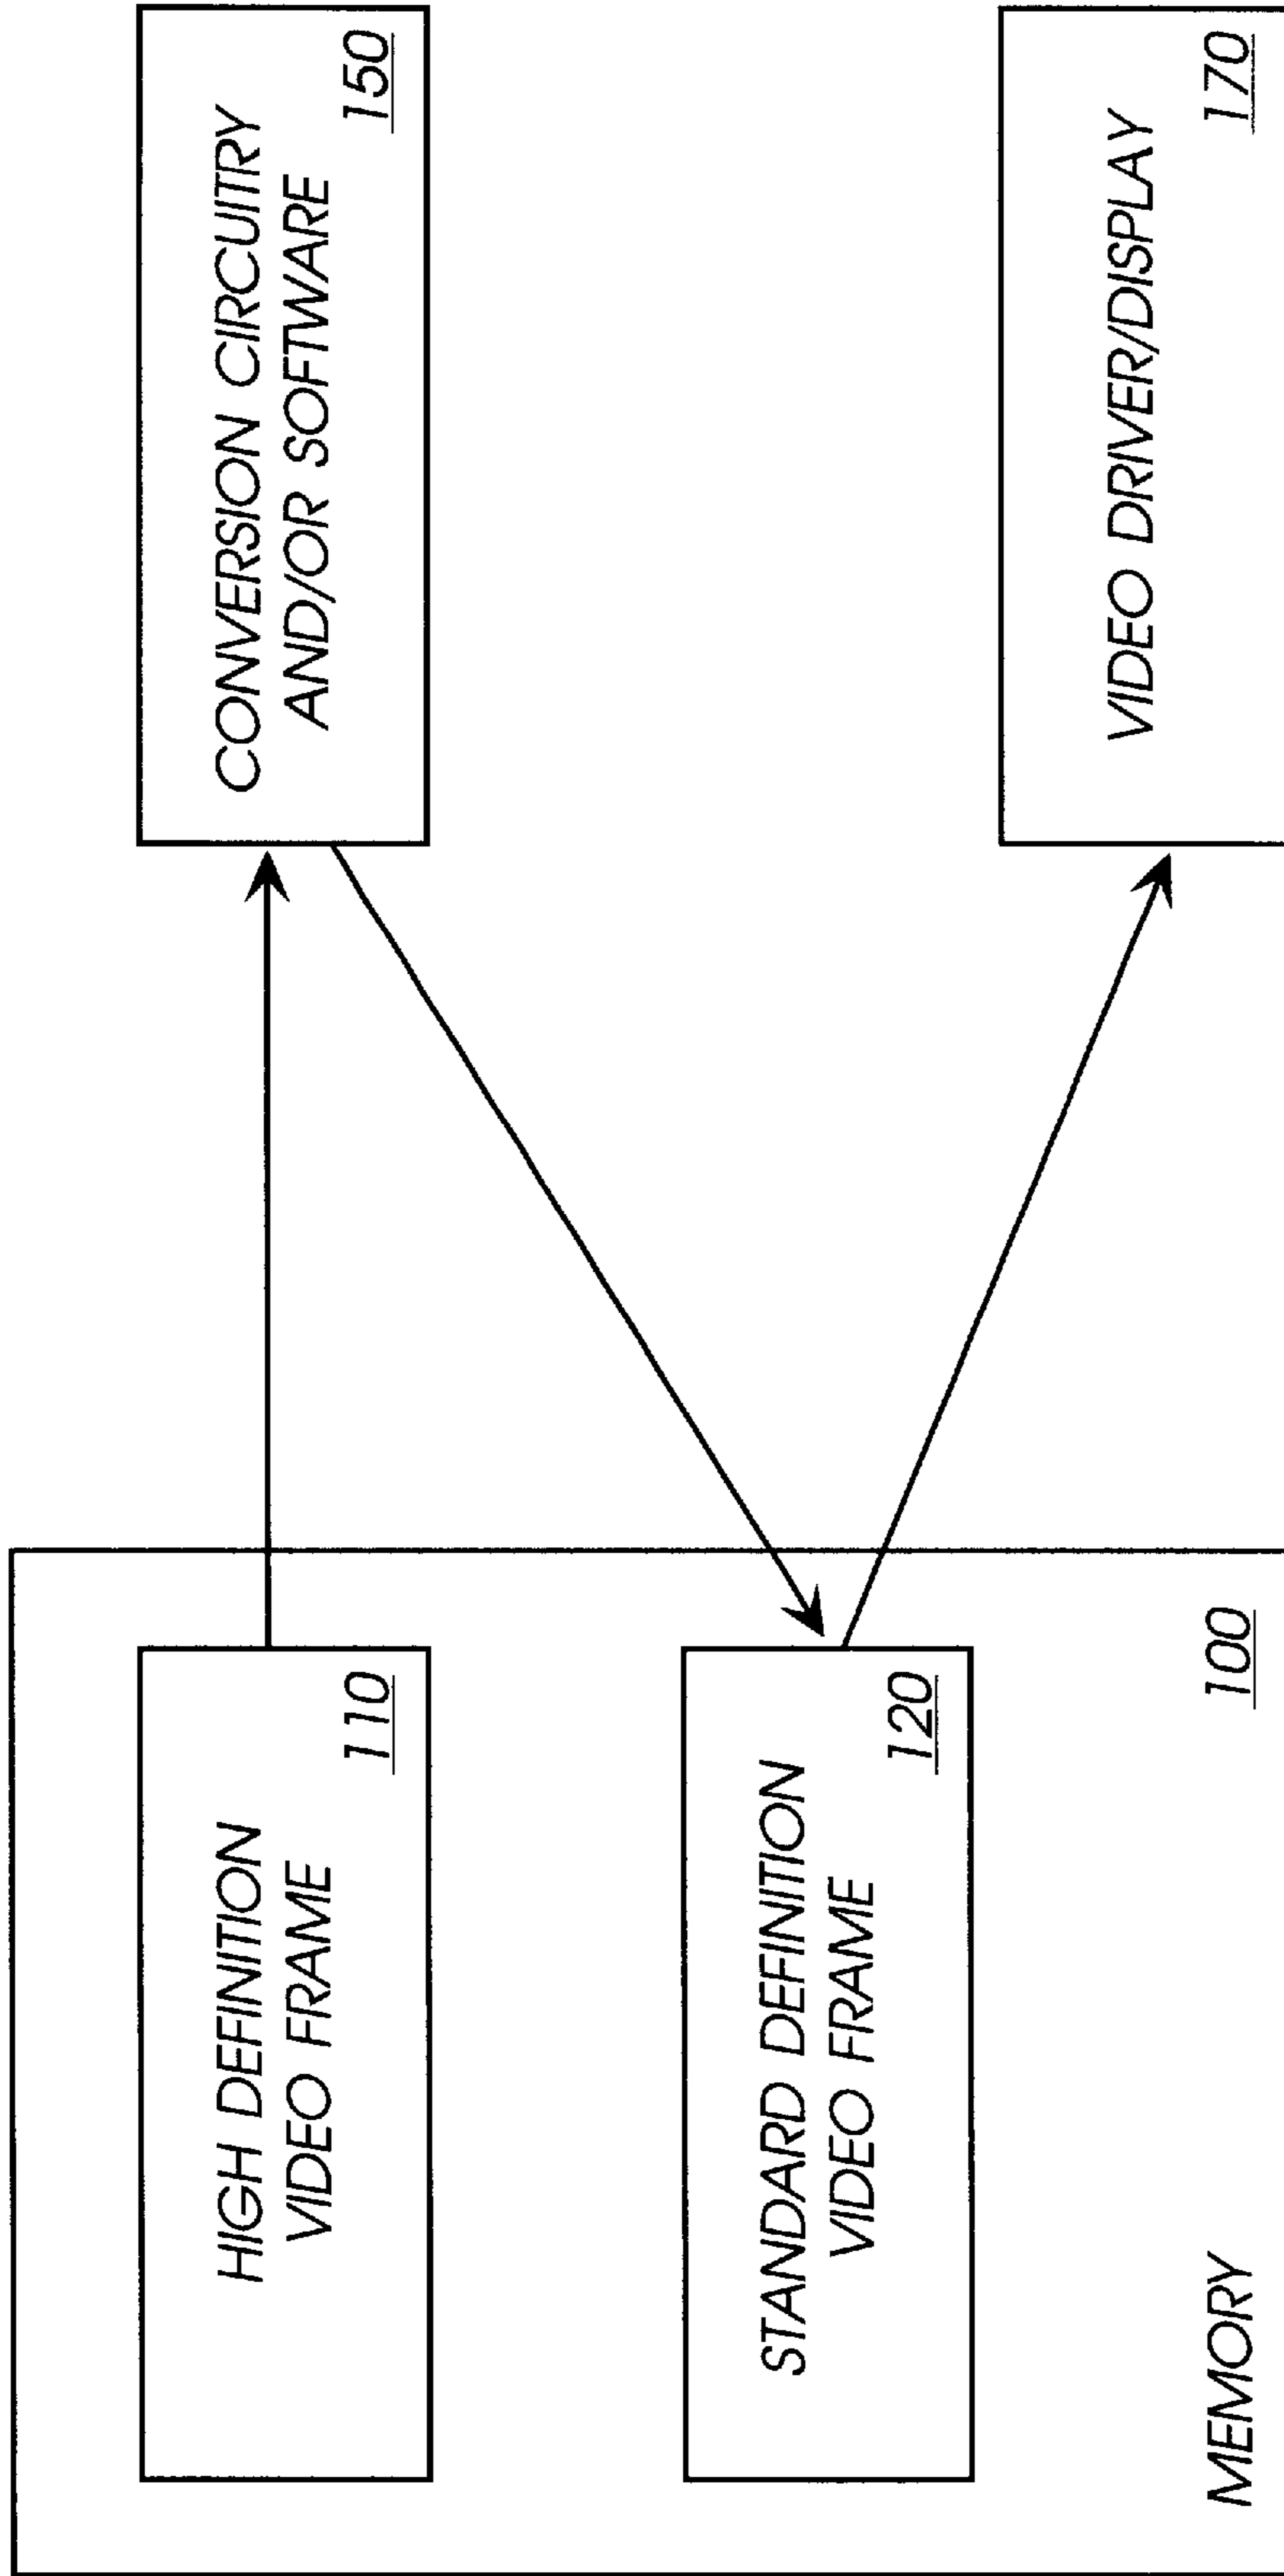 HIGH DEFINITION
VIDEO FRAME
110
CONVERSION CIRCUITRY
AND/OR SOFTWARE
150
STANDARD DEFINITION
VIDEO FRAME
120
MEMORY
100
VIDEO DRIVER/DISPLAY
170